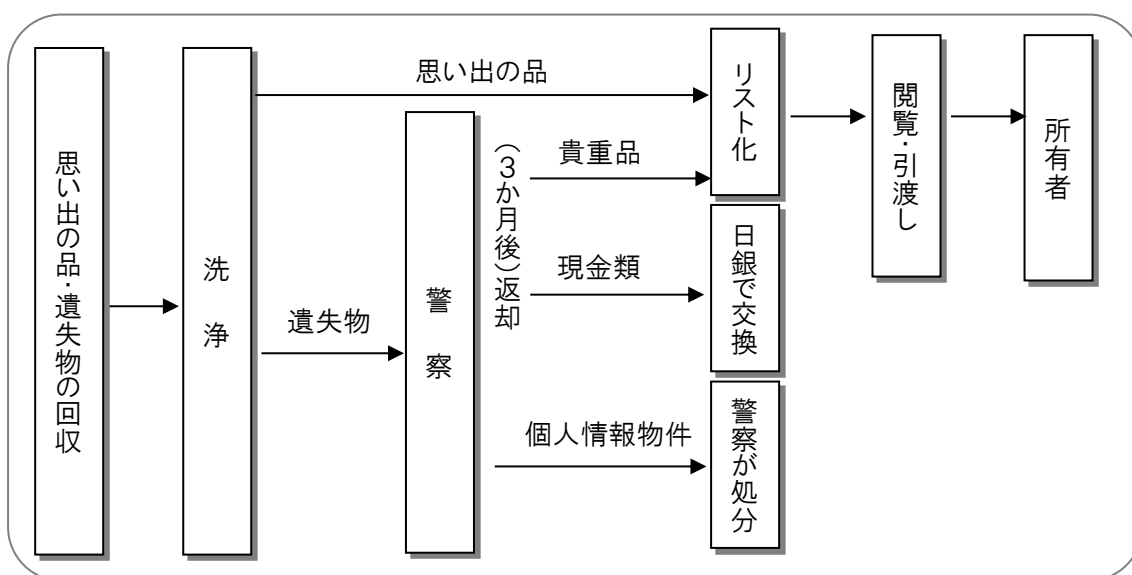 思い出の品・遺失物の回収
洗浄
思い出の品
遺失物
警察
（３か月後）返却
貴重品
現金類
個人情報物件
リスト化
日銀で交換
警察が処分
閲覧・引渡し
所有者